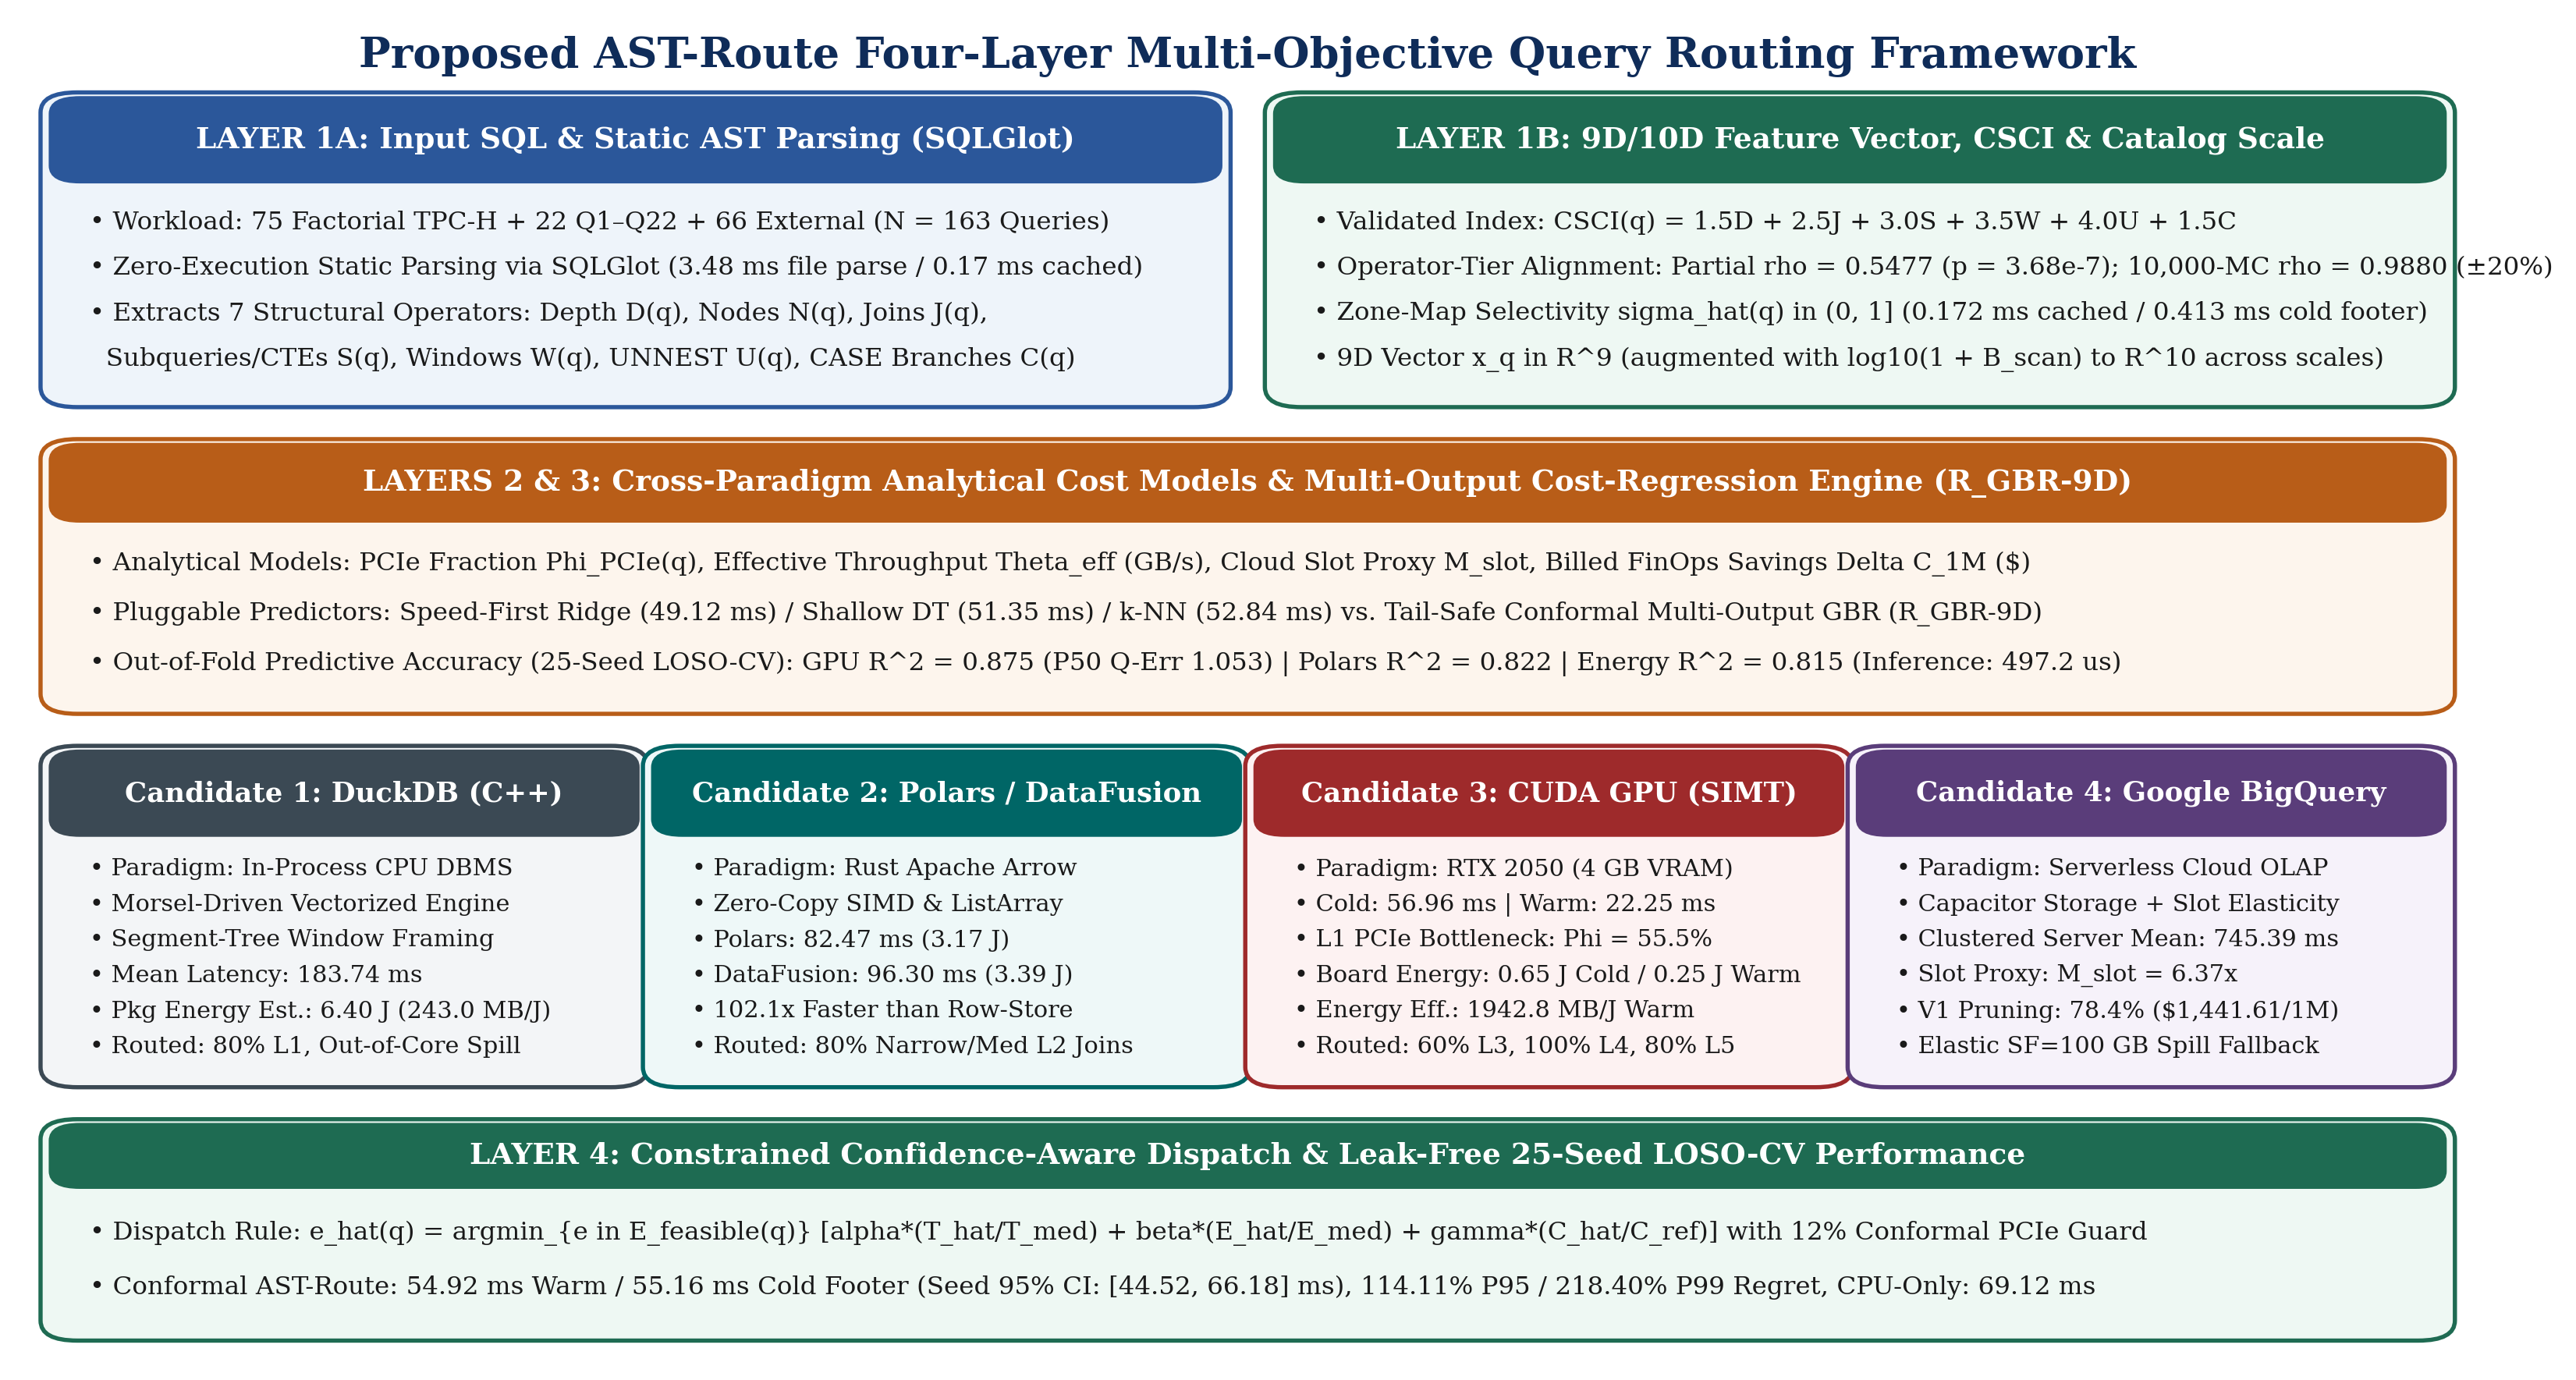 Proposed AST-Route Four-Layer Multi-Objective Query Routing Framework
LAYER 1A: Input SQL & Static AST Parsing (SQLGlot)
• Workload: 75 Factorial TPC-H + 22 Q1–Q22 + 66 External (N = 163 Queries)
• Zero-Execution Static Parsing via SQLGlot (3.48 ms file parse / 0.17 ms cached)
• Extracts 7 Structural Operators: Depth D(q), Nodes N(q), Joins J(q),
Subqueries/CTEs S(q), Windows W(q), UNNEST U(q), CASE Branches C(q)
LAYER 1B: 9D/10D Feature Vector, CSCI & Catalog Scale
• Validated Index: CSCI(q) = 1.5D + 2.5J + 3.0S + 3.5W + 4.0U + 1.5C
• Operator-Tier Alignment: Partial rho = 0.5477 (p = 3.68e-7); 10,000-MC rho = 0.9880 (±20%)
• Zone-Map Selectivity sigma_hat(q) in (0, 1] (0.172 ms cached / 0.413 ms cold footer)
• 9D Vector x_q in R^9 (augmented with log10(1 + B_scan) to R^10 across scales)
LAYERS 2 & 3: Cross-Paradigm Analytical Cost Models & Multi-Output Cost-Regression Engine (R_GBR-9D)
• Analytical Models: PCIe Fraction Phi_PCIe(q), Effective Throughput Theta_eff (GB/s), Cloud Slot Proxy M_slot, Billed FinOps Savings Delta C_1M ($)
• Pluggable Predictors: Speed-First Ridge (49.12 ms) / Shallow DT (51.35 ms) / k-NN (52.84 ms) vs. Tail-Safe Conformal Multi-Output GBR (R_GBR-9D)
• Out-of-Fold Predictive Accuracy (25-Seed LOSO-CV): GPU R^2 = 0.875 (P50 Q-Err 1.053) | Polars R^2 = 0.822 | Energy R^2 = 0.815 (Inference: 497.2 us)
Candidate 1: DuckDB (C++)
• Paradigm: In-Process CPU DBMS
• Morsel-Driven Vectorized Engine
• Segment-Tree Window Framing
• Mean Latency: 183.74 ms
• Pkg Energy Est.: 6.40 J (243.0 MB/J)
• Routed: 80% L1, Out-of-Core Spill
Candidate 2: Polars / DataFusion
• Paradigm: Rust Apache Arrow
• Zero-Copy SIMD & ListArray
• Polars: 82.47 ms (3.17 J)
• DataFusion: 96.30 ms (3.39 J)
• 102.1x Faster than Row-Store
• Routed: 80% Narrow/Med L2 Joins
Candidate 3: CUDA GPU (SIMT)
• Paradigm: RTX 2050 (4 GB VRAM)
• Cold: 56.96 ms | Warm: 22.25 ms
• L1 PCIe Bottleneck: Phi = 55.5%
• Board Energy: 0.65 J Cold / 0.25 J Warm
• Energy Eff.: 1942.8 MB/J Warm
• Routed: 60% L3, 100% L4, 80% L5
Candidate 4: Google BigQuery
• Paradigm: Serverless Cloud OLAP
• Capacitor Storage + Slot Elasticity
• Clustered Server Mean: 745.39 ms
• Slot Proxy: M_slot = 6.37x
• V1 Pruning: 78.4% ($1,441.61/1M)
• Elastic SF=100 GB Spill Fallback
LAYER 4: Constrained Confidence-Aware Dispatch & Leak-Free 25-Seed LOSO-CV Performance
• Dispatch Rule: e_hat(q) = argmin_{e in E_feasible(q)} [alpha*(T_hat/T_med) + beta*(E_hat/E_med) + gamma*(C_hat/C_ref)] with 12% Conformal PCIe Guard
• Conformal AST-Route: 54.92 ms Warm / 55.16 ms Cold Footer (Seed 95% CI: [44.52, 66.18] ms), 114.11% P95 / 218.40% P99 Regret, CPU-Only: 69.12 ms